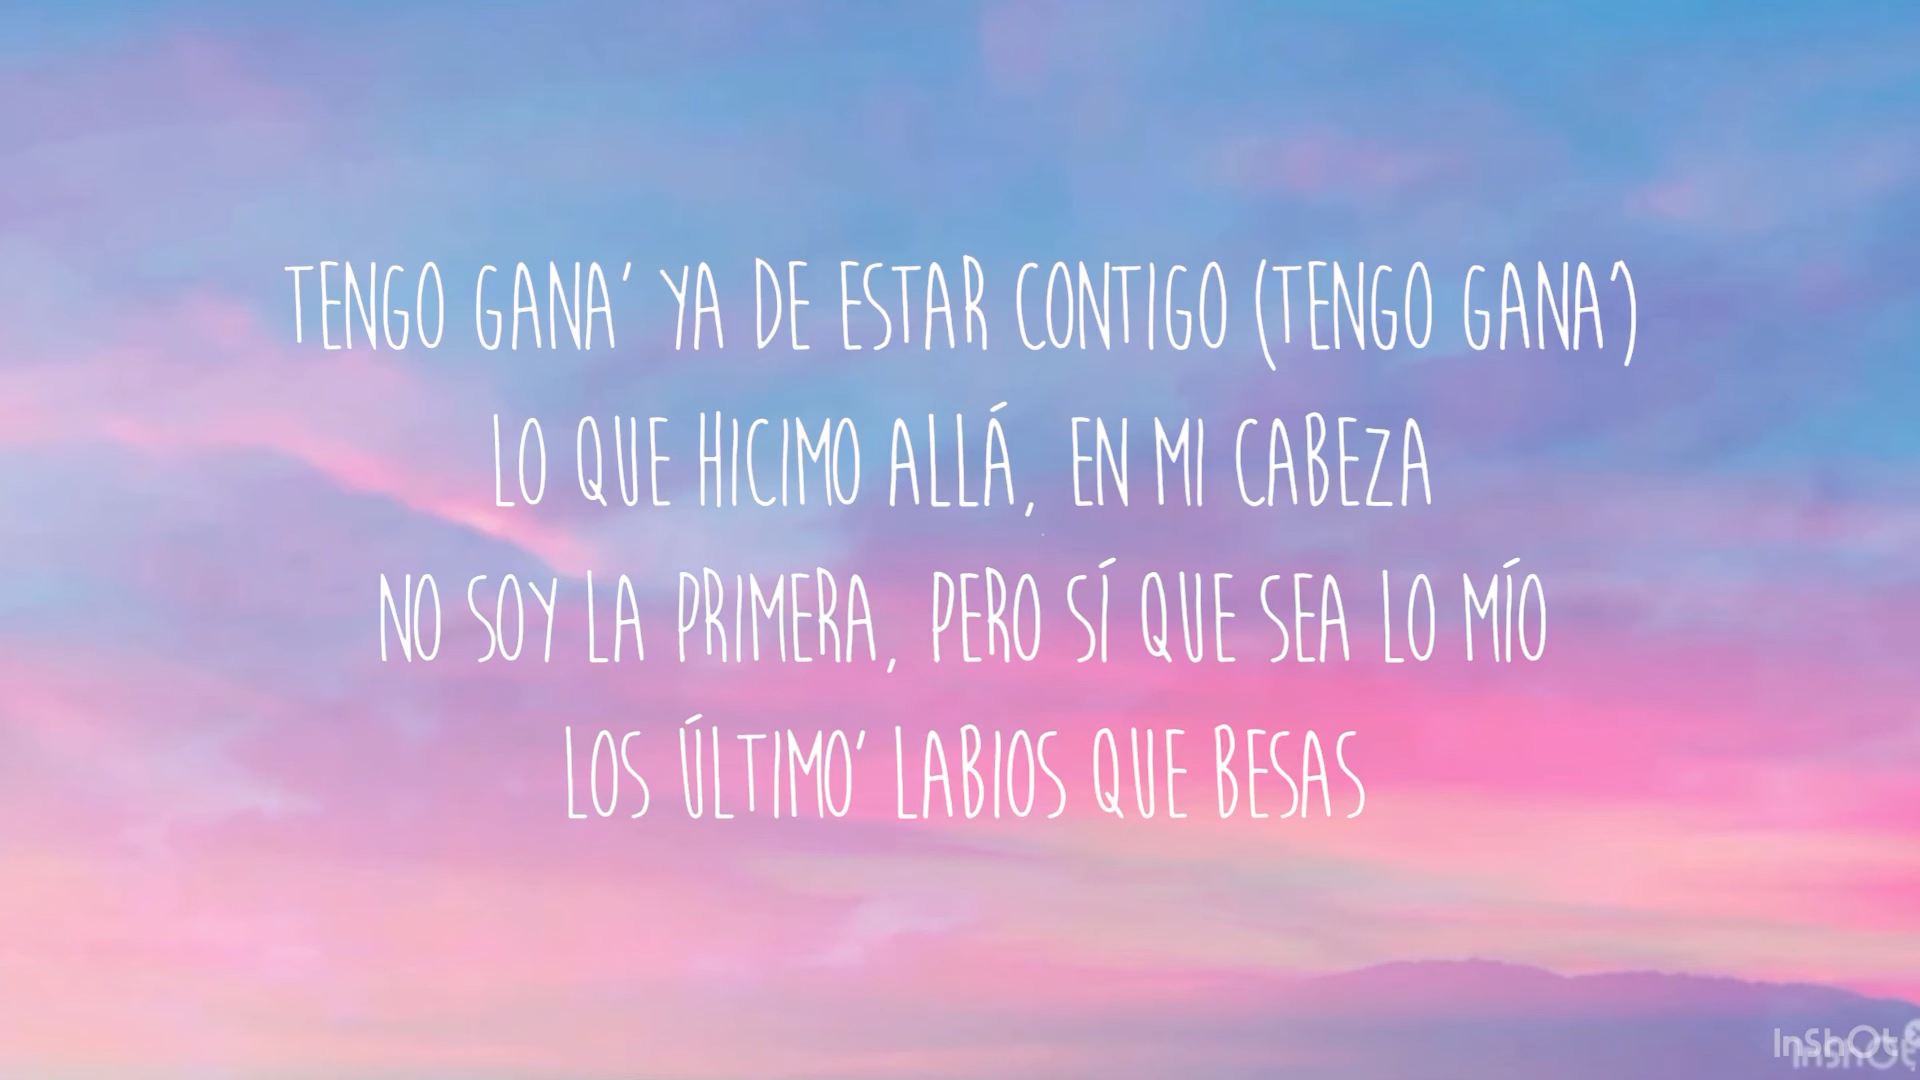 TENGO GANA' YA DE ESTAR CONTIGO (TENGO GANA')
LO QUE HICIMO ALLÁ, EN MI CABEZA
NO SOY LA PRIMERA, PERO SÍ QUE SEA LO MÍO
LOS ÚLTIMO' LABIOS QUE BESAS
InShOt
InShOt